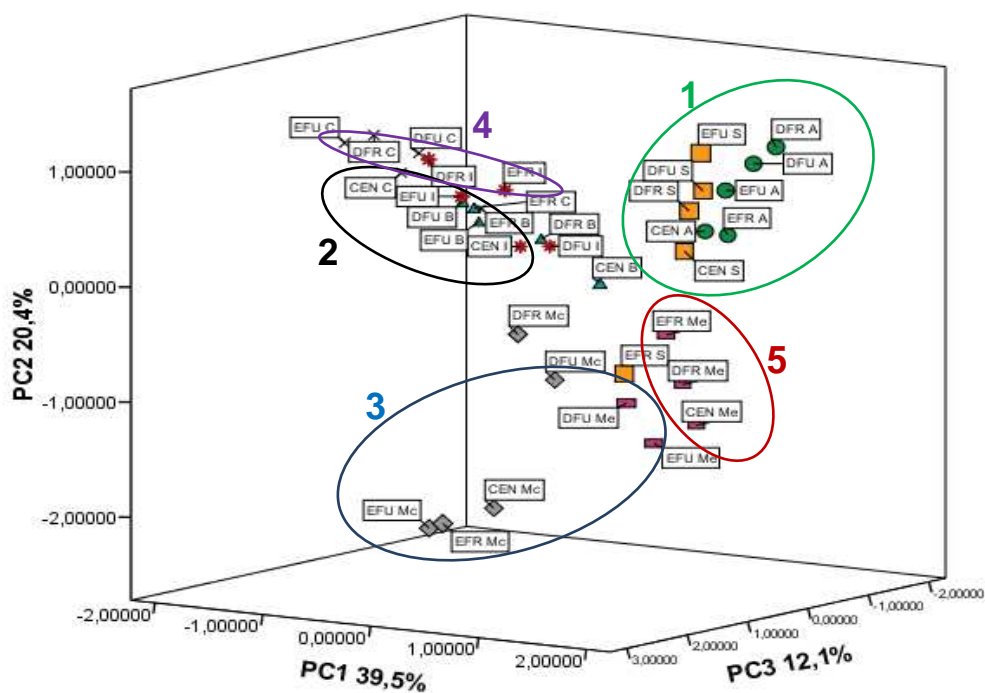 1
4
EFU C
DFU C
DFR C
DFR I
EFR I
CEN C
EFU I
EFR C
DFU B
EFR B
DFR B
EFU B
CEN I
DFU I
CEN B
2
EFU S
DFR A
DFU S
DFU A
DFR S
EFU A
CEN A
EFR A
CEN S
DFR Mc
EFR Me
DFU Mc
EFR S
DFR Me
5
3
DFU Me
CEN Me
EFU Me
CEN Mc
EFU Mc
EFR Mc
1,00000
0,00000
-1,00000
-2,00000
PC2 20,4%
-2,00000
-1,00000
0,00000
1,00000
2,00000
PC1 39,5%
3,00000
2,00000
1,00000
0,00000
-1,00000
-2,00000
PC3 12,1%